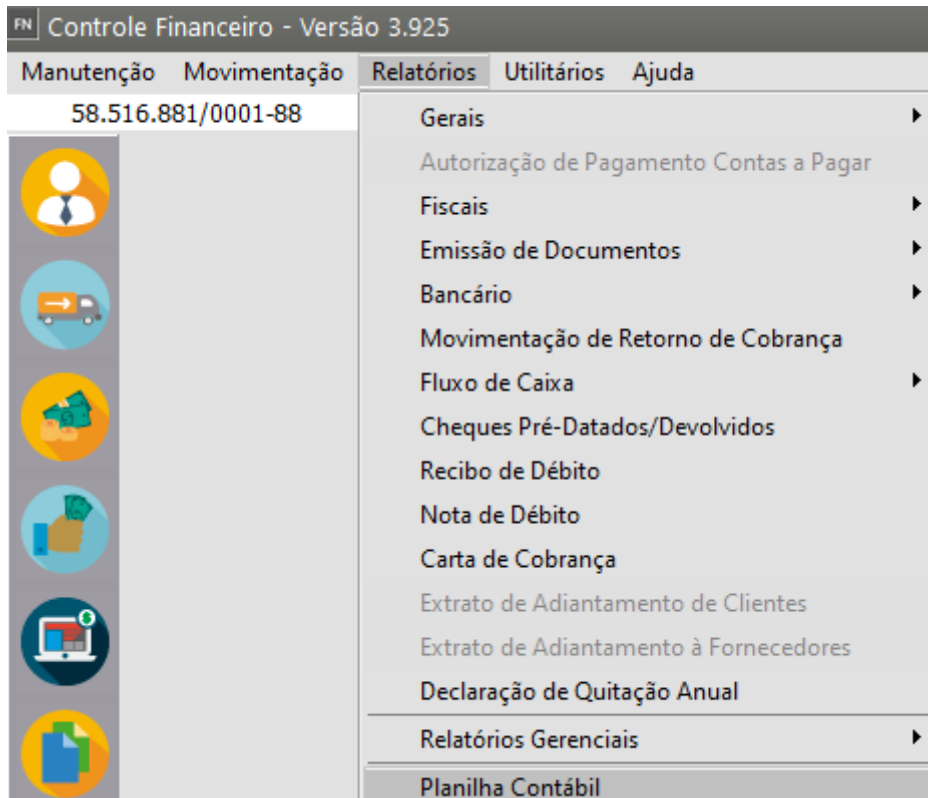 FN Controle Financeiro - Versão 3.925
Manutenção Movimentação Relatórios Utilitários Ajuda
58.516.881/0001-88
Gerais
Autorização de Pagamento Contas a Pagar
Fiscais
Emissão de Documentos
Bancário
Movimentação de Retorno de Cobrança
Fluxo de Caixa
Cheques Pré-Datados/Devolvidos
Recibo de Débito
Nota de Débito
Carta de Cobrança
Extrato de Adiantamento de Clientes
Extrato de Adiantamento à Fornecedores
Declaração de Quitação Anual
Relatórios Gerenciais
Planilha Contábil